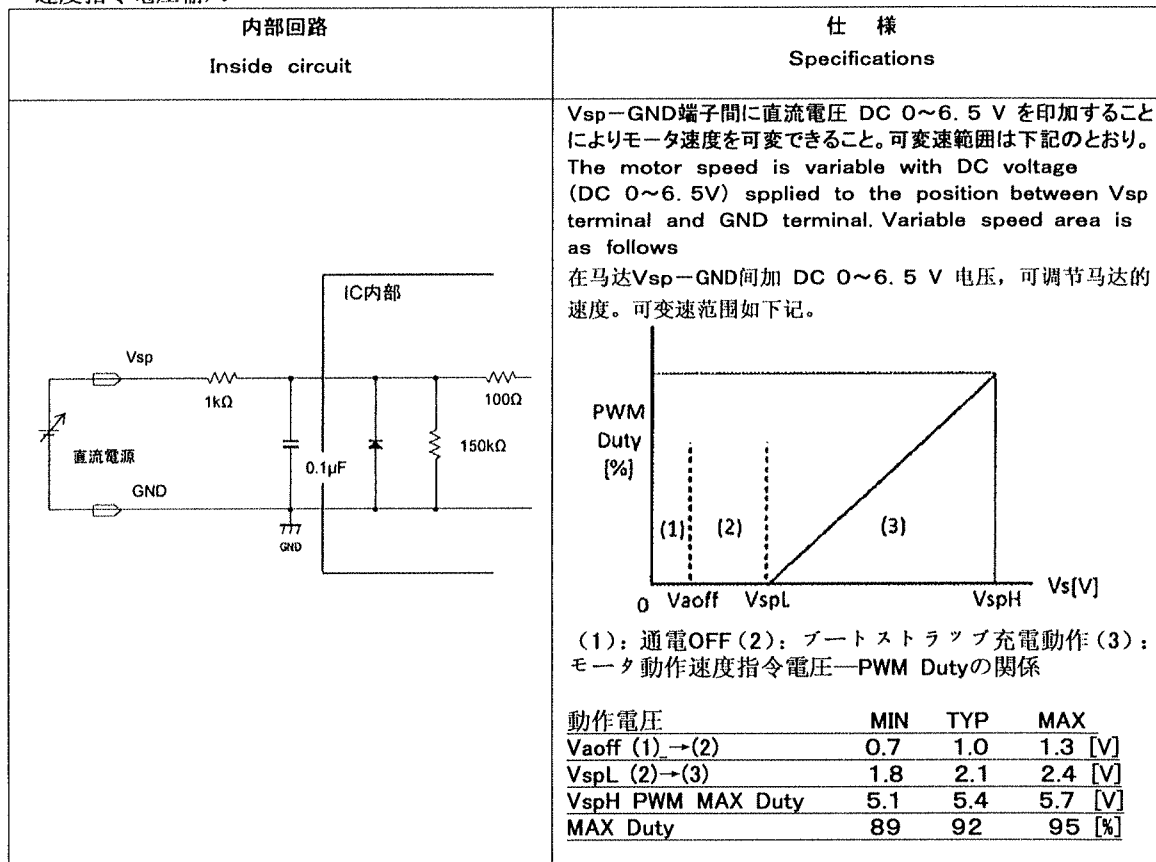 内部回路
Inside circuit
仕 様
Specifications
Vsp-GND端子間に直流電圧 DC 0~6. 5 V を印加すること
によりモータ速度を可変できること。可変速範囲は下記のとおり。
The motor speed is variable with DC voltage
(DC 0~6. 5V) spplied to the position between Vsp
terminal and GND terminal. Variable speed area is
as follows
在马达Vsp-GND间加 DC 0~6. 5 V 电压，可调节马达的
速度。可变速范围如下记。
IC内部
Vsp
1kΩ
100Ω
150kΩ
0.1μF
直流電源
GND
GND
PWM
Duty
[%]
(1)
(2)
(3)
0
Vaoff
VspL
VspH
Vs[V]
(1): 通電OFF(2): ブートストラップ充電動作(3):
モータ動作速度指令電圧—PWM Dutyの関係
動作電圧 MIN TYP MAX
Vaoff (1)→(2) 0.7 1.0 1.3 [V]
VspL (2)→(3) 1.8 2.1 2.4 [V]
VspH PWM MAX Duty 5.1 5.4 5.7 [V]
MAX Duty 89 92 95 [%]